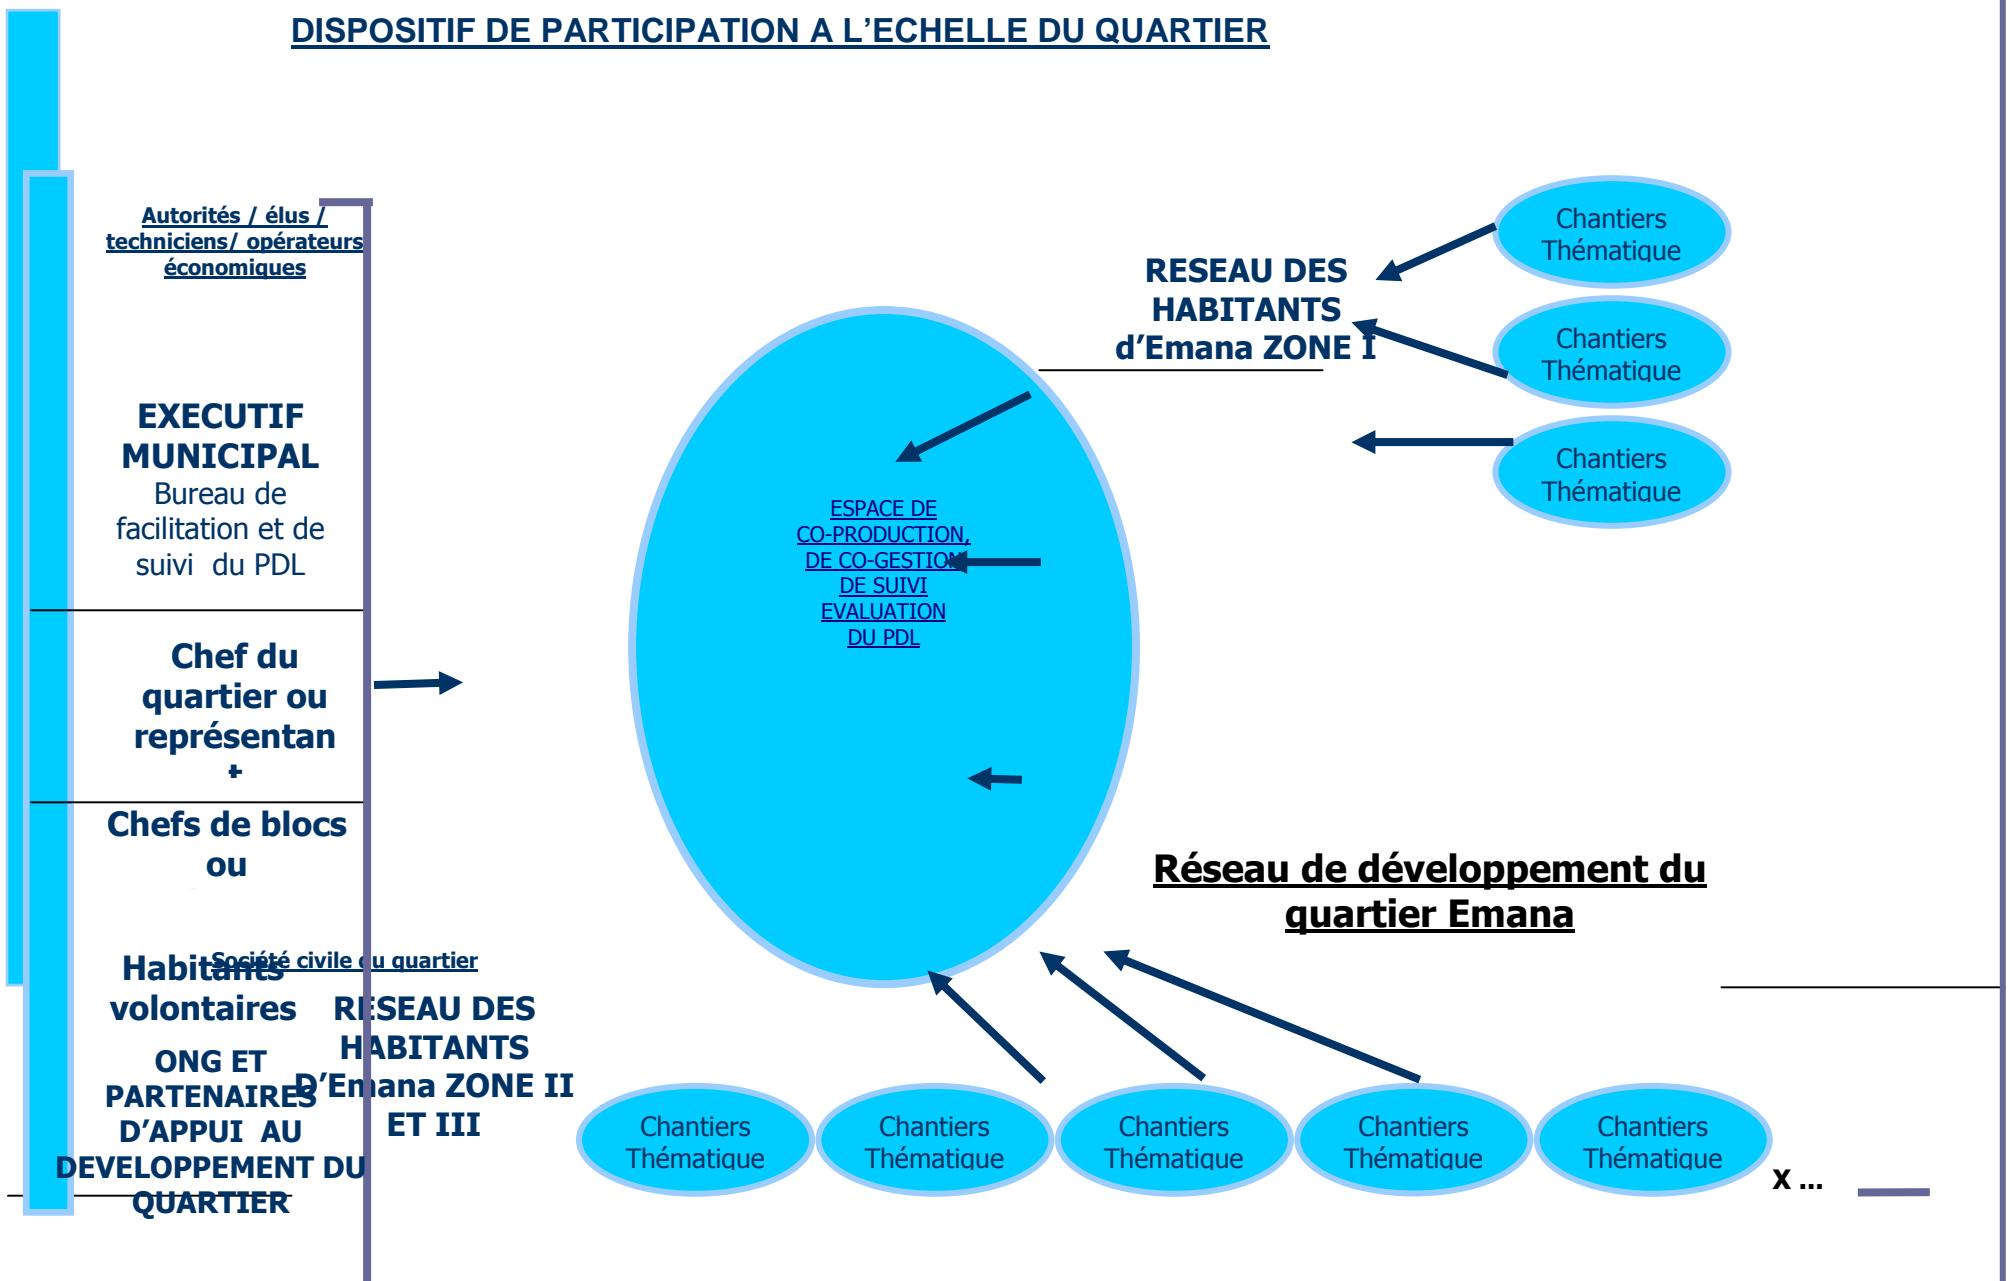 DISPOSITIF DE PARTICIPATION A L’ECHELLE DU QUARTIER
Autorités / élus /
techniciens/ opérateurs
économiques
EXECUTIF
MUNICIPAL
Bureau de
facilitation et de
suivi du PDL
Chef du
quartier ou
représentan
Chefs de blocs
ou
Habitants
volontaires
ONG ET
PARTENAIRES
D’APPUI AU
DEVELOPPEMENT DU
QUARTIER
Société civile du quartier
RESEAU DES
HABITANTS
D’Emana ZONE II
ET III
ESPACE DE
CO-PRODUCTION,
DE CO-GESTION
DE SUIVI
EVALUATION
DU PDL
RESEAU DES
HABITANTS
d’Emana ZONE I
Chantiers
Thématique
Chantiers
Thématique
Chantiers
Thématique
Réseau de développement du
quartier Emana
Chantiers
Thématique
Chantiers
Thématique
Chantiers
Thématique
Chantiers
Thématique
Chantiers
Thématique
X ...